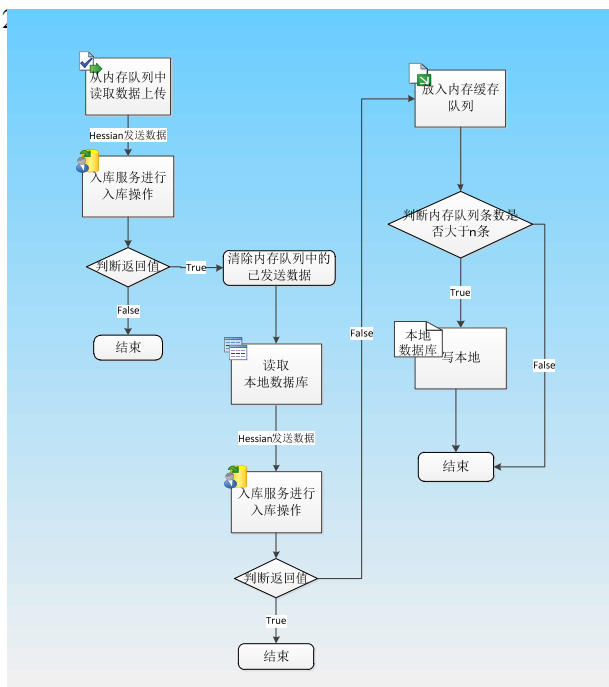 从内存队列中
读取数据上传
Hessian发送数据
入库服务进行
入库操作
判断返回值
True
False
结束
清除内存队列中的
已发送数据
读取
本地数据库
Hessian发送数据
入库服务进行
入库操作
判断返回值
False
True
结束
放入内存缓存
队列
判断内存队列条数是
否大于n条
True
False
本地
数据库
写本地
结束